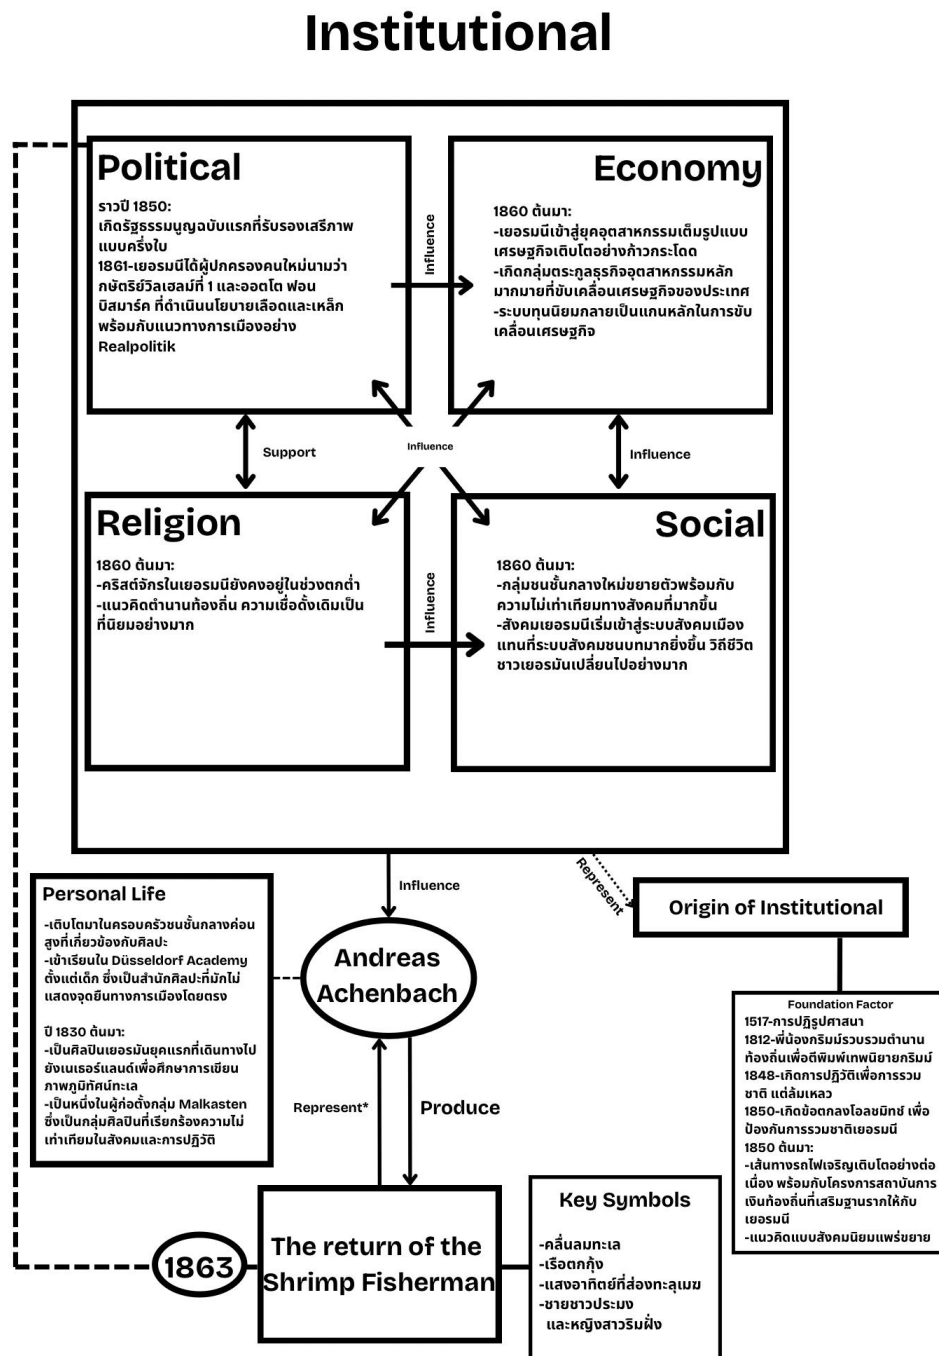 Institutional
Political
ราวปี 1850:
เกิดรัฐธรรมนูญฉบับแรกที่รับรองเสรีภาพ
แบบครึ่งใบ
1861-เยอรมนีได้ผู้ปกครองคนใหม่นามว่า
กษัตริย์วิลเฮลม์ที่ 1 และออตโต ฟอน
บิสมาร์ค ที่ดำเนินนโยบายเลือดและเหล็ก
พร้อมกับแนวทางการเมืองอย่าง
Realpolitik
Influence
Economy
1860 ต้นมา:
-เยอรมนีเข้าสู่ยุคอุตสาหกรรมเต็มรูปแบบ
เศรษฐกิจเติบโตอย่างก้าวกระโดด
-เกิดกลุ่มตระกูลธุรกิจอุตสาหกรรมหลัก
มากมายที่ขับเคลื่อนเศรษฐกิจของประเทศ
-ระบบทุนนิยมกลายเป็นแกนหลักในการขับ
เคลื่อนเศรษฐกิจ
Support
Influence
Influence
Religion
1860 ต้นมา:
-คริสต์จักรในเยอรมนียังคงอยู่ในช่วงตกต่ำ
-แนวคิดตำนานท้องถิ่น ความเชื่อดั้งเดิมเป็น
ที่นิยมอย่างมาก
Influence
Social
1860 ต้นมา:
-กลุ่มชนชั้นกลางใหม่ขยายตัวพร้อมกับ
ความไม่เท่าเทียมทางสังคมที่มากขึ้น
-สังคมเยอรมนีเริ่มเข้าสู่ระบบสังคมเมือง
แทนที่ระบบสังคมชนบทมากยิ่งขึ้น วิถีชีวิต
ชาวเยอรมันเปลี่ยนไปอย่างมาก
Influence
Represent
Personal Life
-เติบโตมาในครอบครัวชนชั้นกลางค่อน
สูงที่เกี่ยวข้องกับศิลปะ
-เข้าเรียนใน Düsseldorf Academy
ตั้งแต่เด็ก ซึ่งเป็นสำนักศิลปะที่มักไม่
แสดงจุดยืนทางการเมืองโดยตรง
ปี 1830 ต้นมา:
-เป็นศิลปินเยอรมันยุคแรกที่เดินทางไป
ยังเนเธอร์แลนด์เพื่อศึกษาการเขียน
ภาพภูมิทัศน์ทะเล
-เป็นหนึ่งในผู้ก่อตั้งกลุ่ม Malkasten
ซึ่งเป็นกลุ่มศิลปินที่เรียกร้องความไม่
เท่าเทียมในสังคมและการปฏิวัติ
Andreas
Achenbach
Origin of Institutional
Foundation Factor
1517-การปฏิรูปศาสนา
1812-พี่น้องกริมม์รวบรวมตำนาน
ท้องถิ่นเพื่อตีพิมพ์เทพนิยายกริมม์
1848-เกิดการปฏิวัติเพื่อการรวม
ชาติ แต่ล้มเหลว
1850-เกิดข้อตกลงโอลชมิทซ์ เพื่อ
ป้องกันการรวมชาติเยอรมนี
1850 ต้นมา:
-เส้นทางรถไฟเจริญเติบโตอย่างต่อ
เนื่อง พร้อมกับโครงการสถาบันการ
เงินท้องถิ่นที่เสริมฐานรากให้กับ
เยอรมนี
-แนวคิดแบบสังคมนิยมแพร่ขยาย
Represent*
Produce
1863
The return of the
Shrimp Fisherman
Key Symbols
-คลื่นลมทะเล
-เรือตกกุ้ง
-แสงอาทิตย์ที่ส่องทะลุเมฆ
-ชายชาวประมง
และหญิงสาวริมฝั่ง